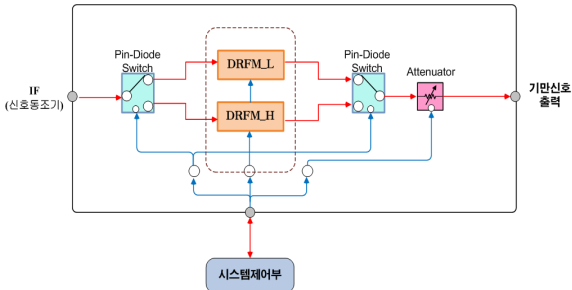 Pin-Diode
Switch
DRFM_L
Pin-Diode
Switch
Attenuator
IF
(신호동조기)
DRFM_H
기만신호
출력
시스템제어부